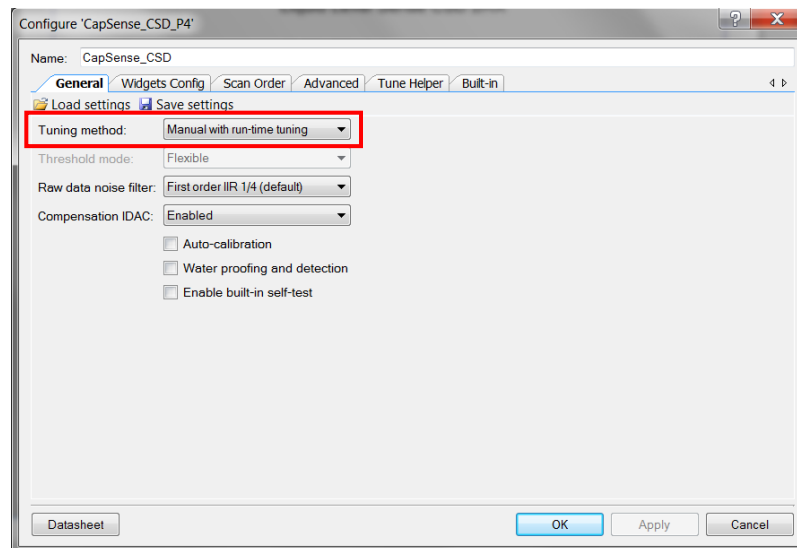 Configure 'CapSense_CSD_P4'
Name: CapSense_CSD
General Widgets Config Scan Order Advanced Tune Helper Built-in
Load settings Save settings
Tuning method: Manual with run-time tuning
Threshold mode: Flexible
Raw data noise filter: First order IIR 1/4 (default)
Compensation IDAC: Enabled
Auto-calibration
Water proofing and detection
Enable built-in self-test
Datasheet OK Apply Cancel